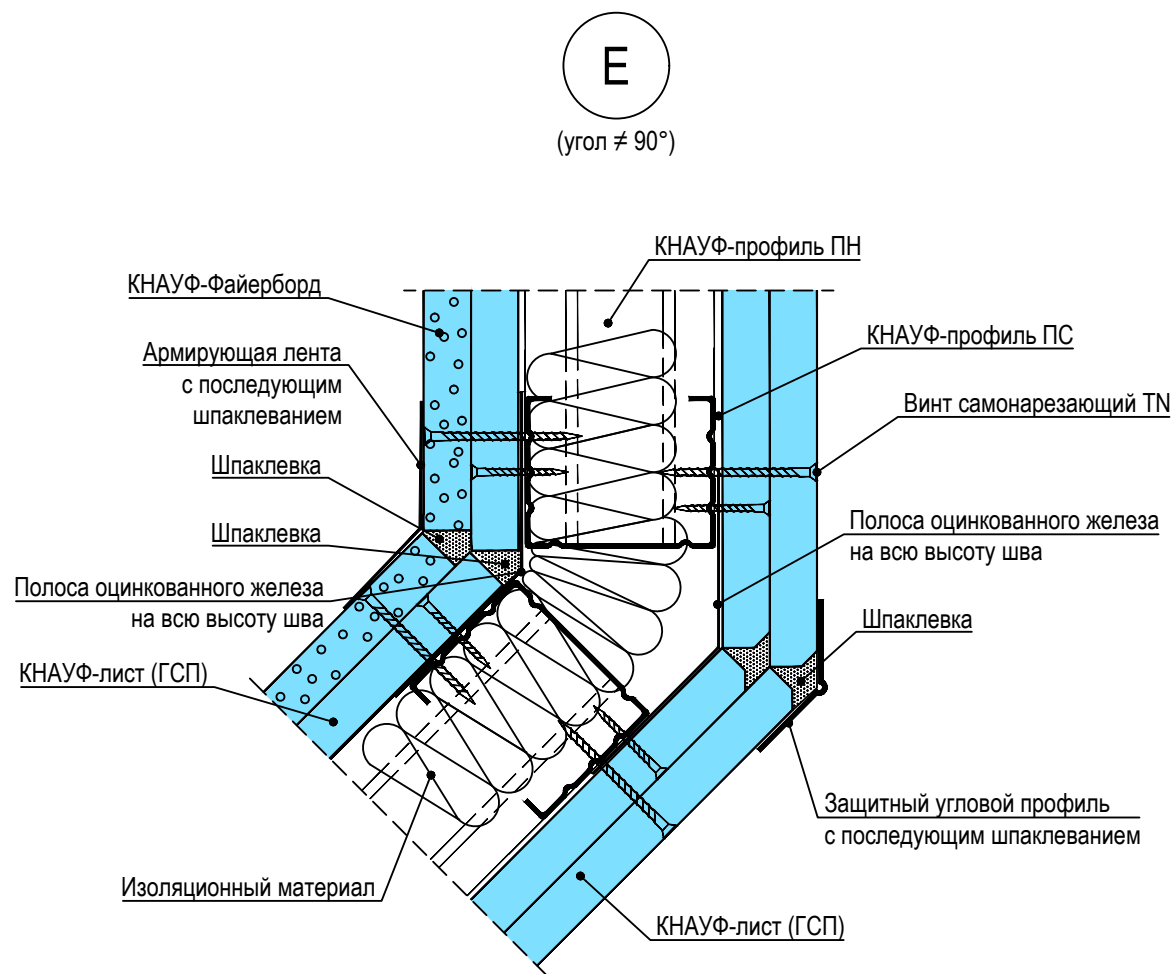 Е
(угол ≠ 90°)
КНАУФ-профиль ПН
КНАУФ-Файерборд
КНАУФ-профиль ПС
Армирующая лента
с последующим
шпаклеванием
Винт самонарезающий TN
Шпаклевка
Шпаклевка
Полоса оцинкованного железа
на всю высоту шва
Полоса оцинкованного железа
на всю высоту шва
Шпаклевка
КНАУФ-лист (ГСП)
Защитный угловой профиль
с последующим шпаклеванием
Изоляционный материал
КНАУФ-лист (ГСП)